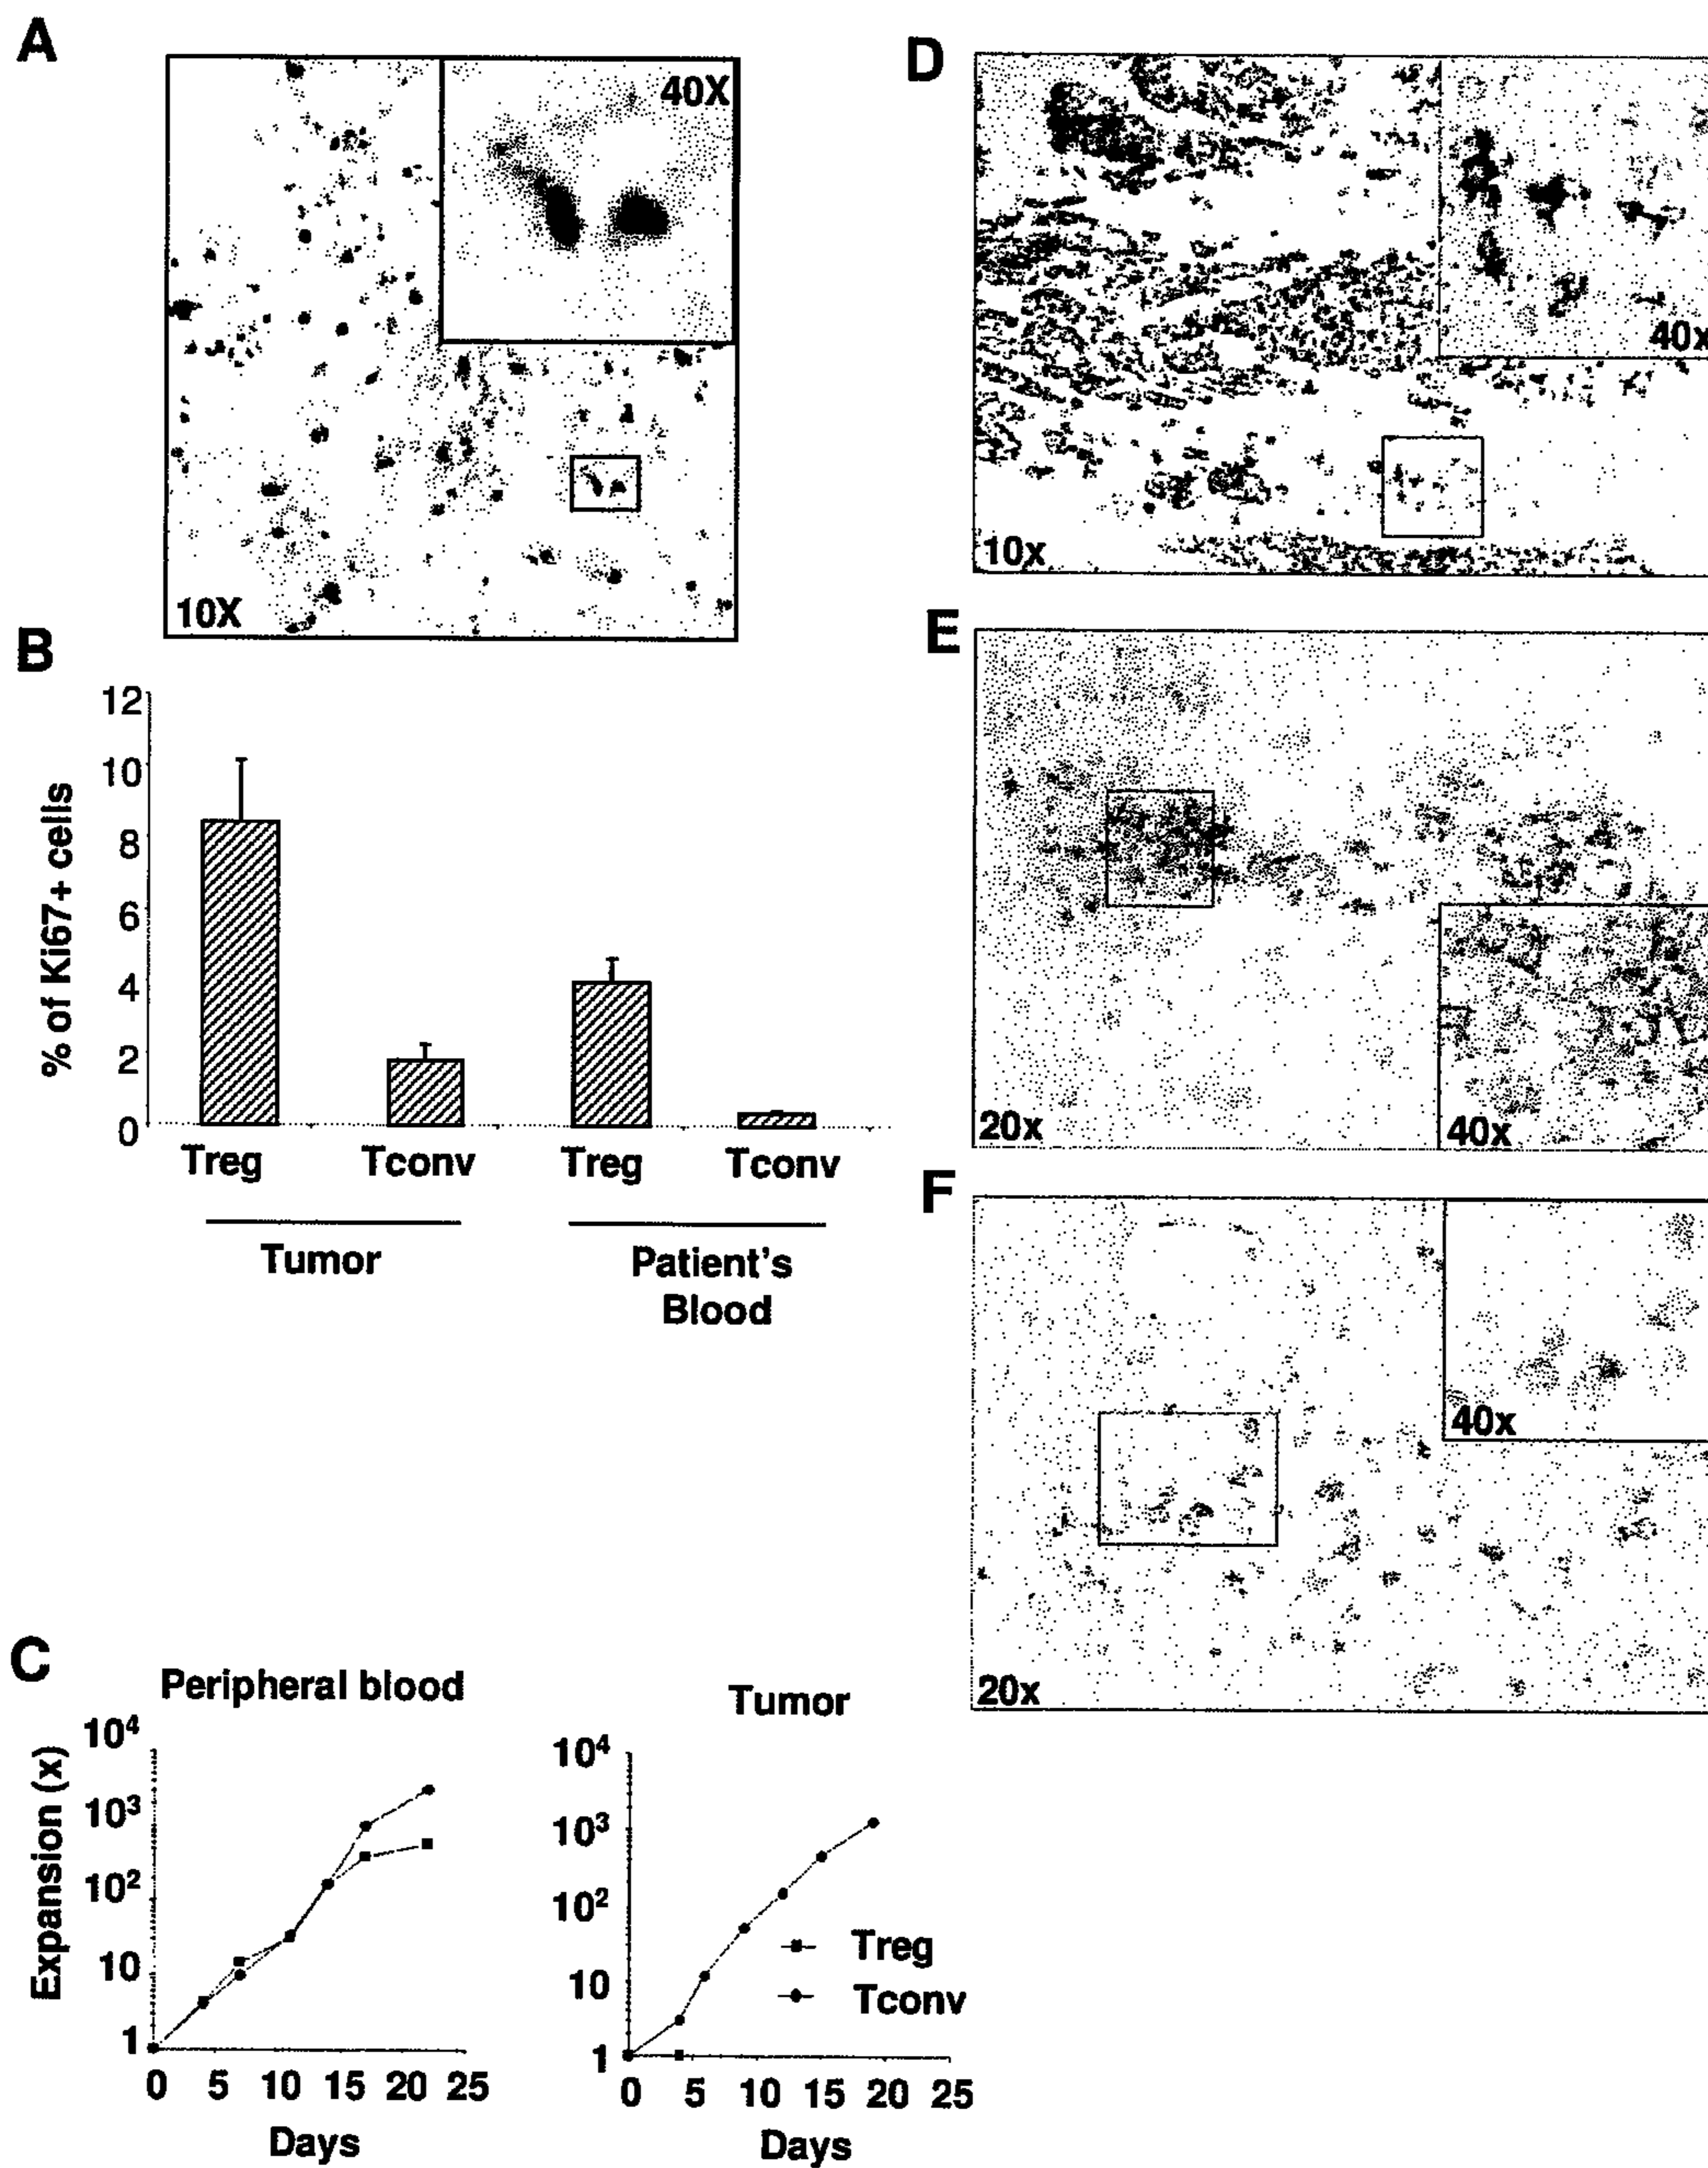 A
40X
10X
B
% of Ki67+ cells
12
10
8
6
4
2
0
Treg Tconv Treg Tconv
Tumor
Patient's
Blood
C
Peripheral blood
Expansion (x)
10⁴
10³
10²
10
1
0 5 10 15 20 25
Days
Tumor
10⁴
10³
10²
10
1
Treg
Tconv
0 5 10 15 20 25
Days
D
40x
10x
E
20x
40x
F
40x
20x